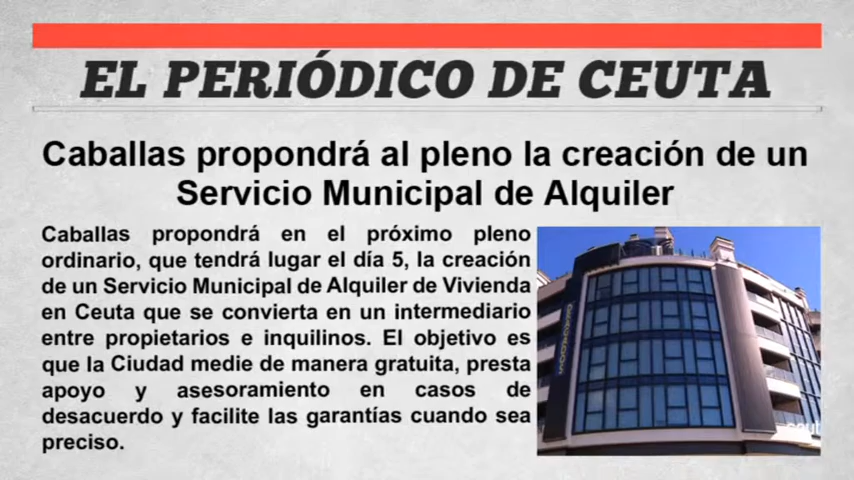 EL PERIÓDICO DE CEUTA
Caballas propondrá al pleno la creación de un
Servicio Municipal de Alquiler
Caballas propondrá en el próximo pleno
ordinario, que tendrá lugar el día 5, la creación
de un Servicio Municipal de Alquiler de Vivienda
en Ceuta que se convierta en un intermediario
entre propietarios e inquilinos. El objetivo es
que la Ciudad medie de manera gratuita, presta
apoyo y asesoramiento en casos de
desacuerdo y facilite las garantías cuando sea
preciso.